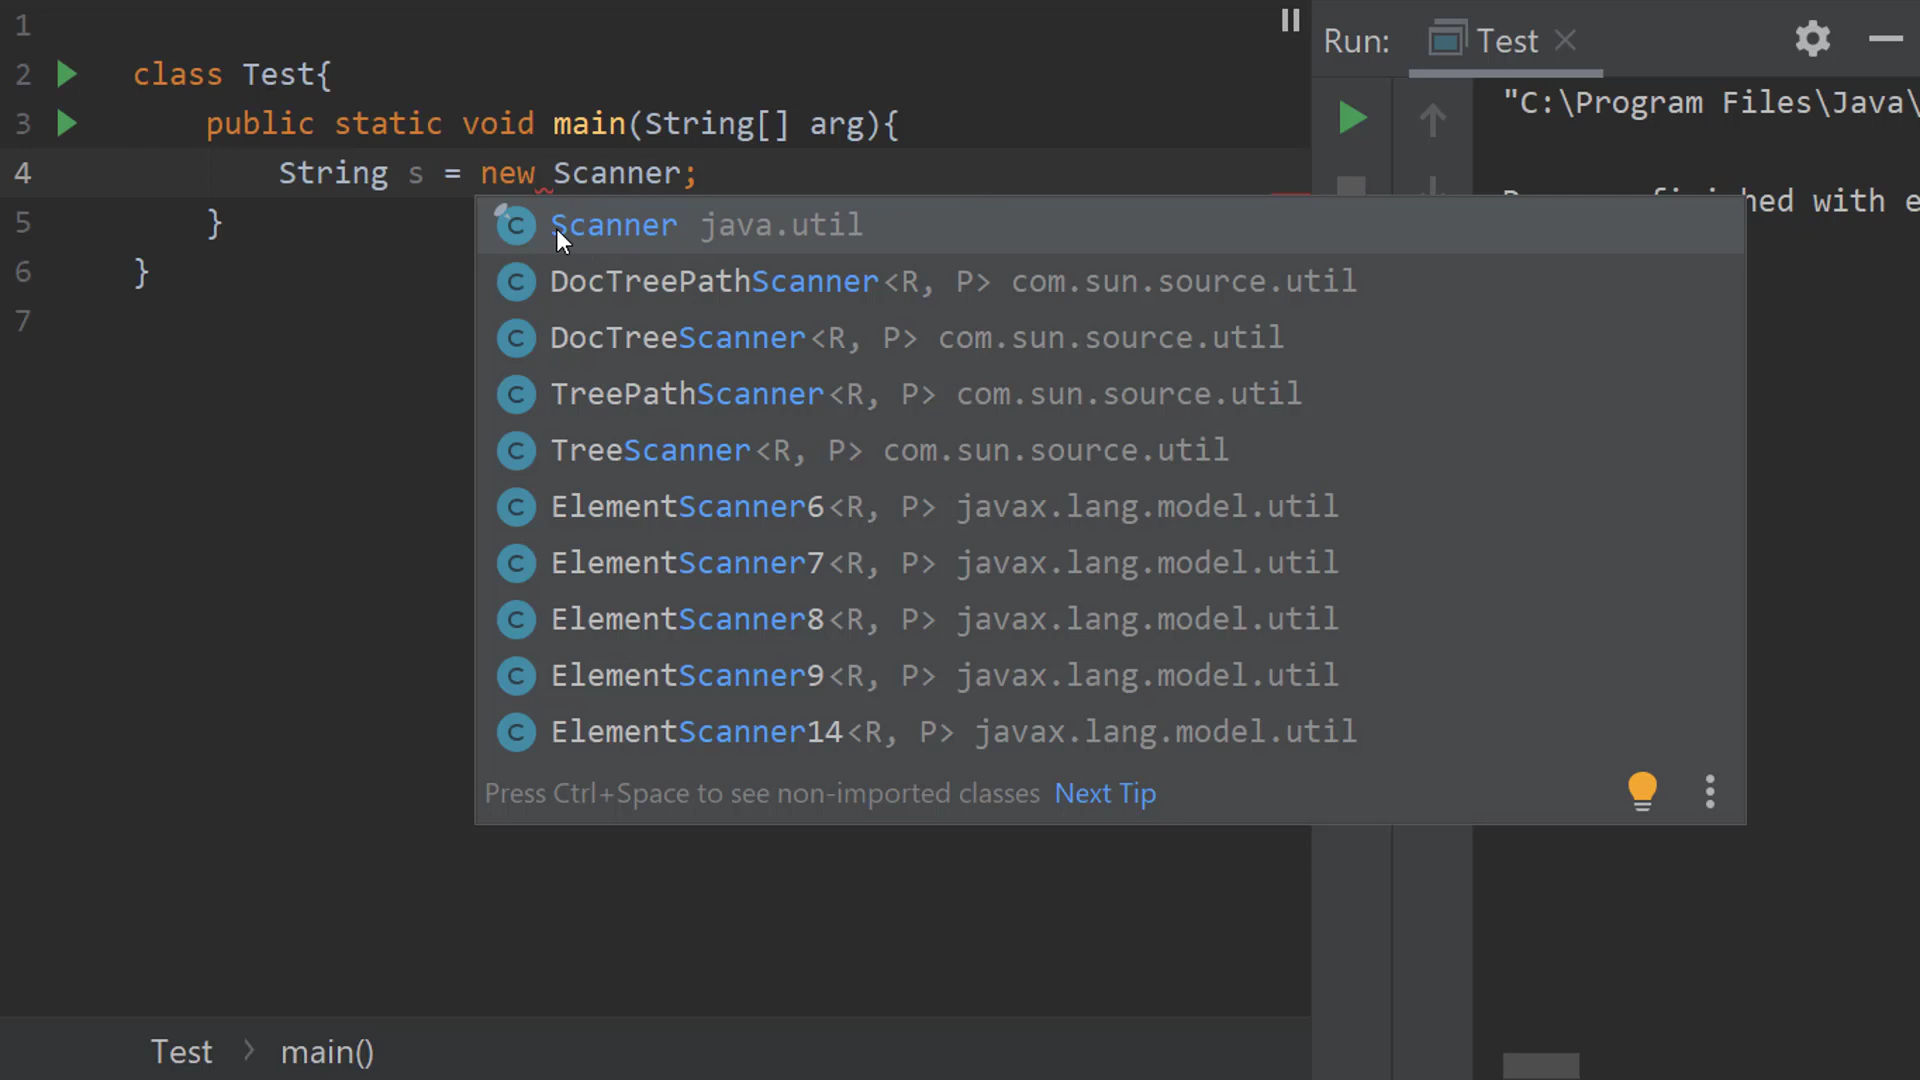 1
2 class Test{
3 public static void main(String[] arg){
4 String s = new Scanner;
5 }
6 }
7
Scanner java.util
DocTreePathScanner<R, P> com.sun.source.util
DocTreeScanner<R, P> com.sun.source.util
TreePathScanner<R, P> com.sun.source.util
TreeScanner<R, P> com.sun.source.util
ElementScanner6<R, P> javax.lang.model.util
ElementScanner7<R, P> javax.lang.model.util
ElementScanner8<R, P> javax.lang.model.util
ElementScanner9<R, P> javax.lang.model.util
ElementScanner14<R, P> javax.lang.model.util
Press Ctrl+Space to see non-imported classes Next Tip
Run: Test
"C:\Program Files\Java\
with e
Test > main()